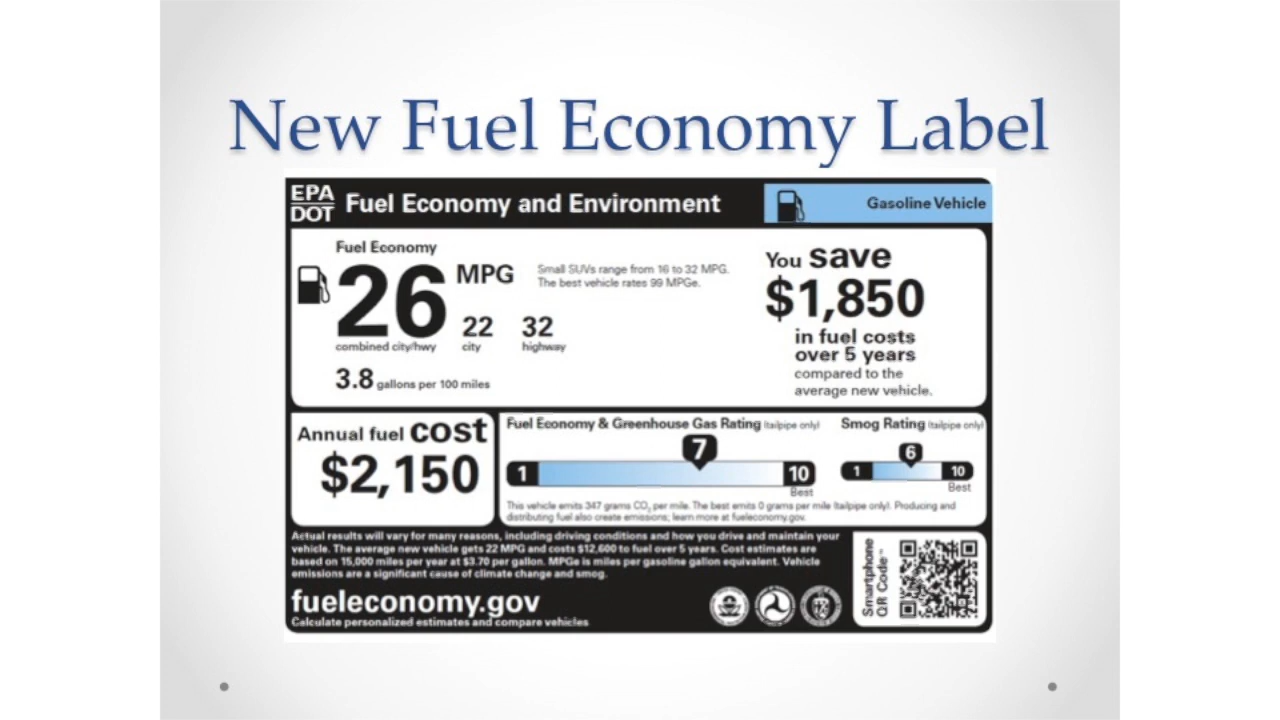 New Fuel Economy Label
EPA
DOT
Fuel Economy and Environment
Gasoline Vehicle
Fuel Economy
26 MPG
Small SUVs range from 16 to 32 MPG.
The best vehicle rates 99 MPGe.
22 32
combined city/hwy city highway
3.8 gallons per 100 miles
You save
$1,850
in fuel costs
over 5 years
compared to the
average new vehicle.
Annual fuel cost
$2,150
Fuel Economy & Greenhouse Gas Rating (tailpipe only)
7
1 10
Best
Smog Rating (tailpipe only)
6
1 10
Best
This vehicle emits 347 grams CO₂ per mile. The best emits 0 grams per mile (tailpipe only). Producing and
distributing fuel also create emissions; learn more at fueleconomy.gov.
Actual results will vary for many reasons, including driving conditions and how you drive and maintain your
vehicle. The average new vehicle gets 22 MPG and costs $12,600 to fuel over 5 years. Cost estimates are
based on 15,000 miles per year at $3.70 per gallon. MPGe is miles per gasoline gallon equivalent. Vehicle
emissions are a significant cause of climate change and smog.
fueleconomy.gov
Calculate personalized estimates and compare vehicles
Smartphone
QR Code™